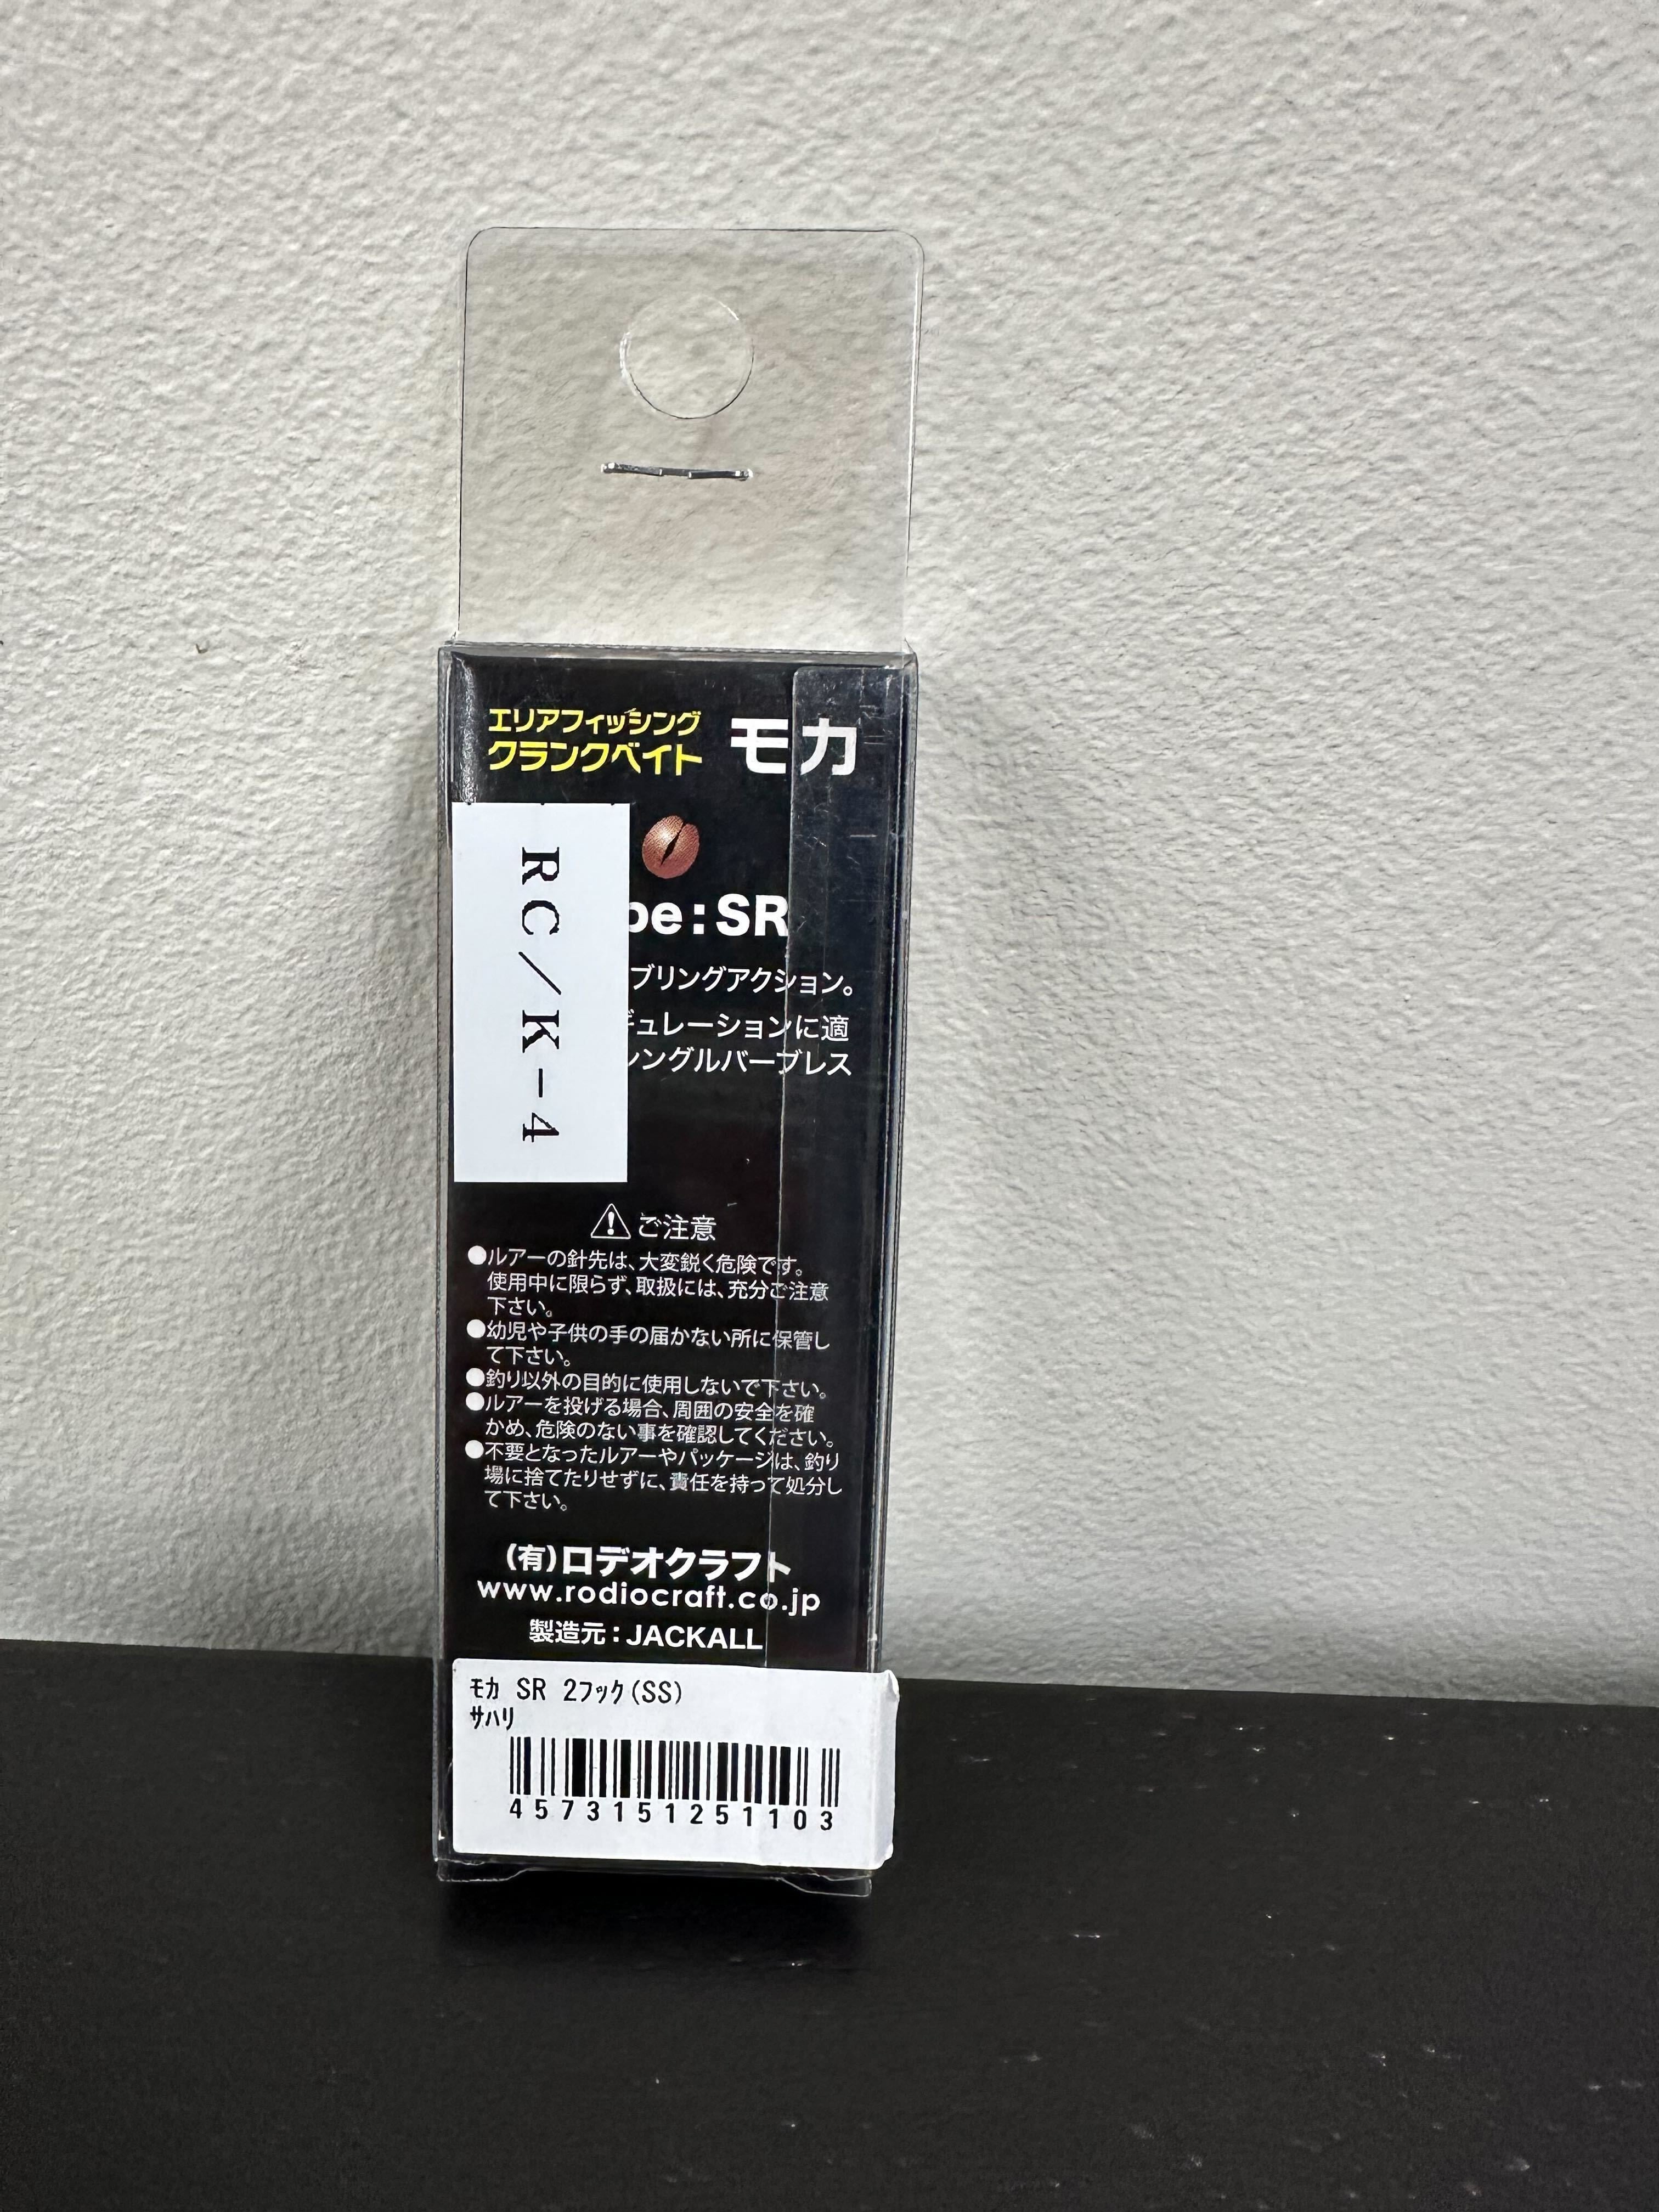 エリアフィッシング
クランクベイト
モカ
RC/K-4
pe:SR
ブリングアクション。
ギュレーションに適
シングルバーブレス
ご注意
●ルアーの針先は、大変鋭く危険です。
使用中に限らず、取扱には、充分ご注意
下さい。
●幼児や子供の手の届かない所に保管し
て下さい。
●釣り以外の目的に使用しないで下さい。
●ルアーを投げる場合、周囲の安全を確
かめ、危険のない事を確認してください。
●不要となったルアーやパッケージは、釣り
場に捨てたりせずに、責任を持って処分し
て下さい。
(有)ロデオクラフト
www.rodiocraft.co.jp
製造元:JACKALL
ﾓｶ SR 2ﾌｯｸ(SS)
ｻﾊﾘ
4573151251103